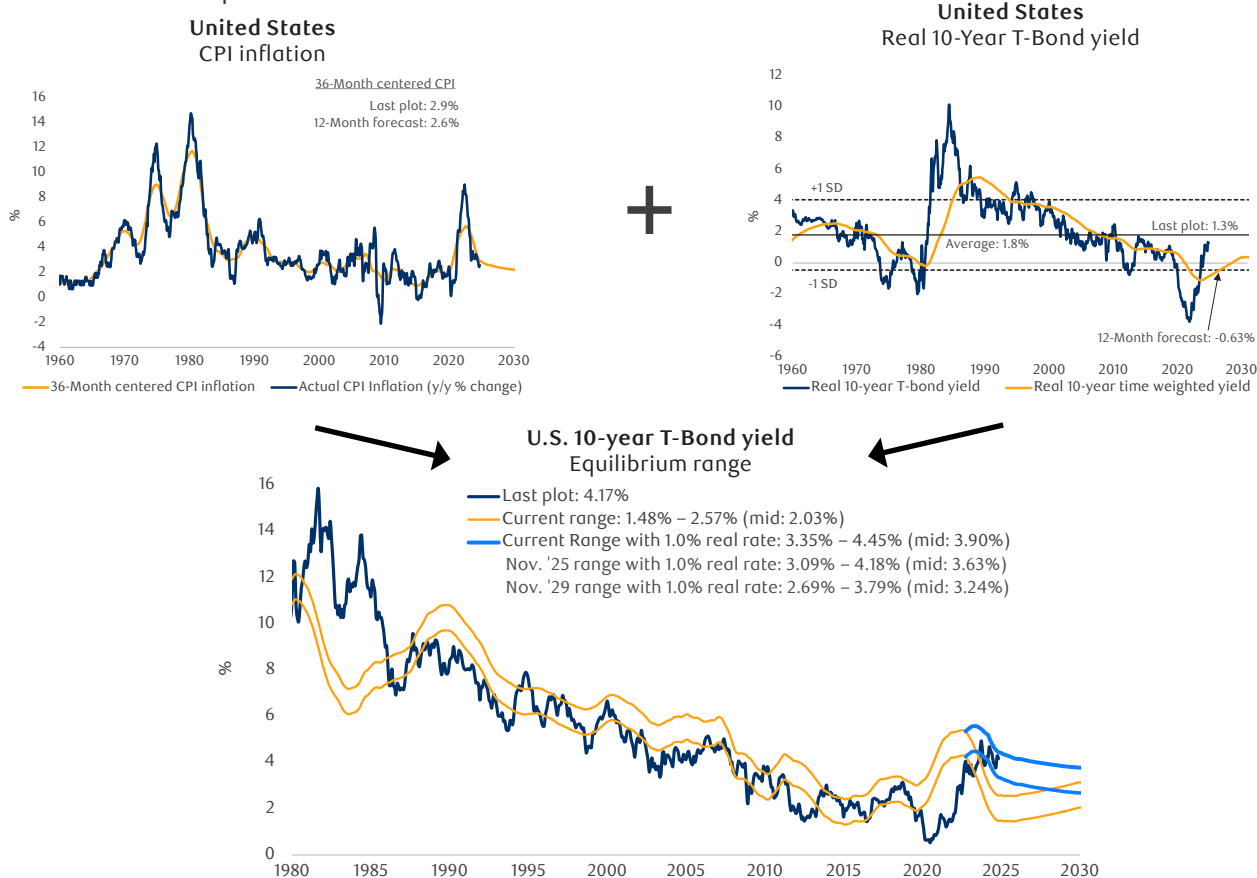 United States
CPI inflation
36-Month centered CPI
Last plot: 2.9%
12-Month forecast: 2.6%
16
14
12
10
8
6
4
2
0
-2
-4
%
1960 1970 1980 1990 2000 2010 2020 2030
36-Month centered CPI inflation Actual CPI Inflation (y/y % change)
+
United States
Real 10-Year T-Bond yield
12
10
8
6
4
2
0
-2
-4
-6
%
+1 SD
Last plot: 1.3%
Average: 1.8%
-1 SD
12-Month forecast: -0.63%
1960 1970 1980 1990 2000 2010 2020 2030
Real 10-year T-bond yield Real 10-year time weighted yield
U.S. 10-year T-Bond yield
Equilibrium range
Last plot: 4.17%
Current range: 1.48% – 2.57% (mid: 2.03%)
Current Range with 1.0% real rate: 3.35% – 4.45% (mid: 3.90%)
Nov. '25 range with 1.0% real rate: 3.09% – 4.18% (mid: 3.63%)
Nov. '29 range with 1.0% real rate: 2.69% – 3.79% (mid: 3.24%)
16
14
12
10
8
6
4
2
0
%
1980 1985 1990 1995 2000 2005 2010 2015 2020 2025 2030